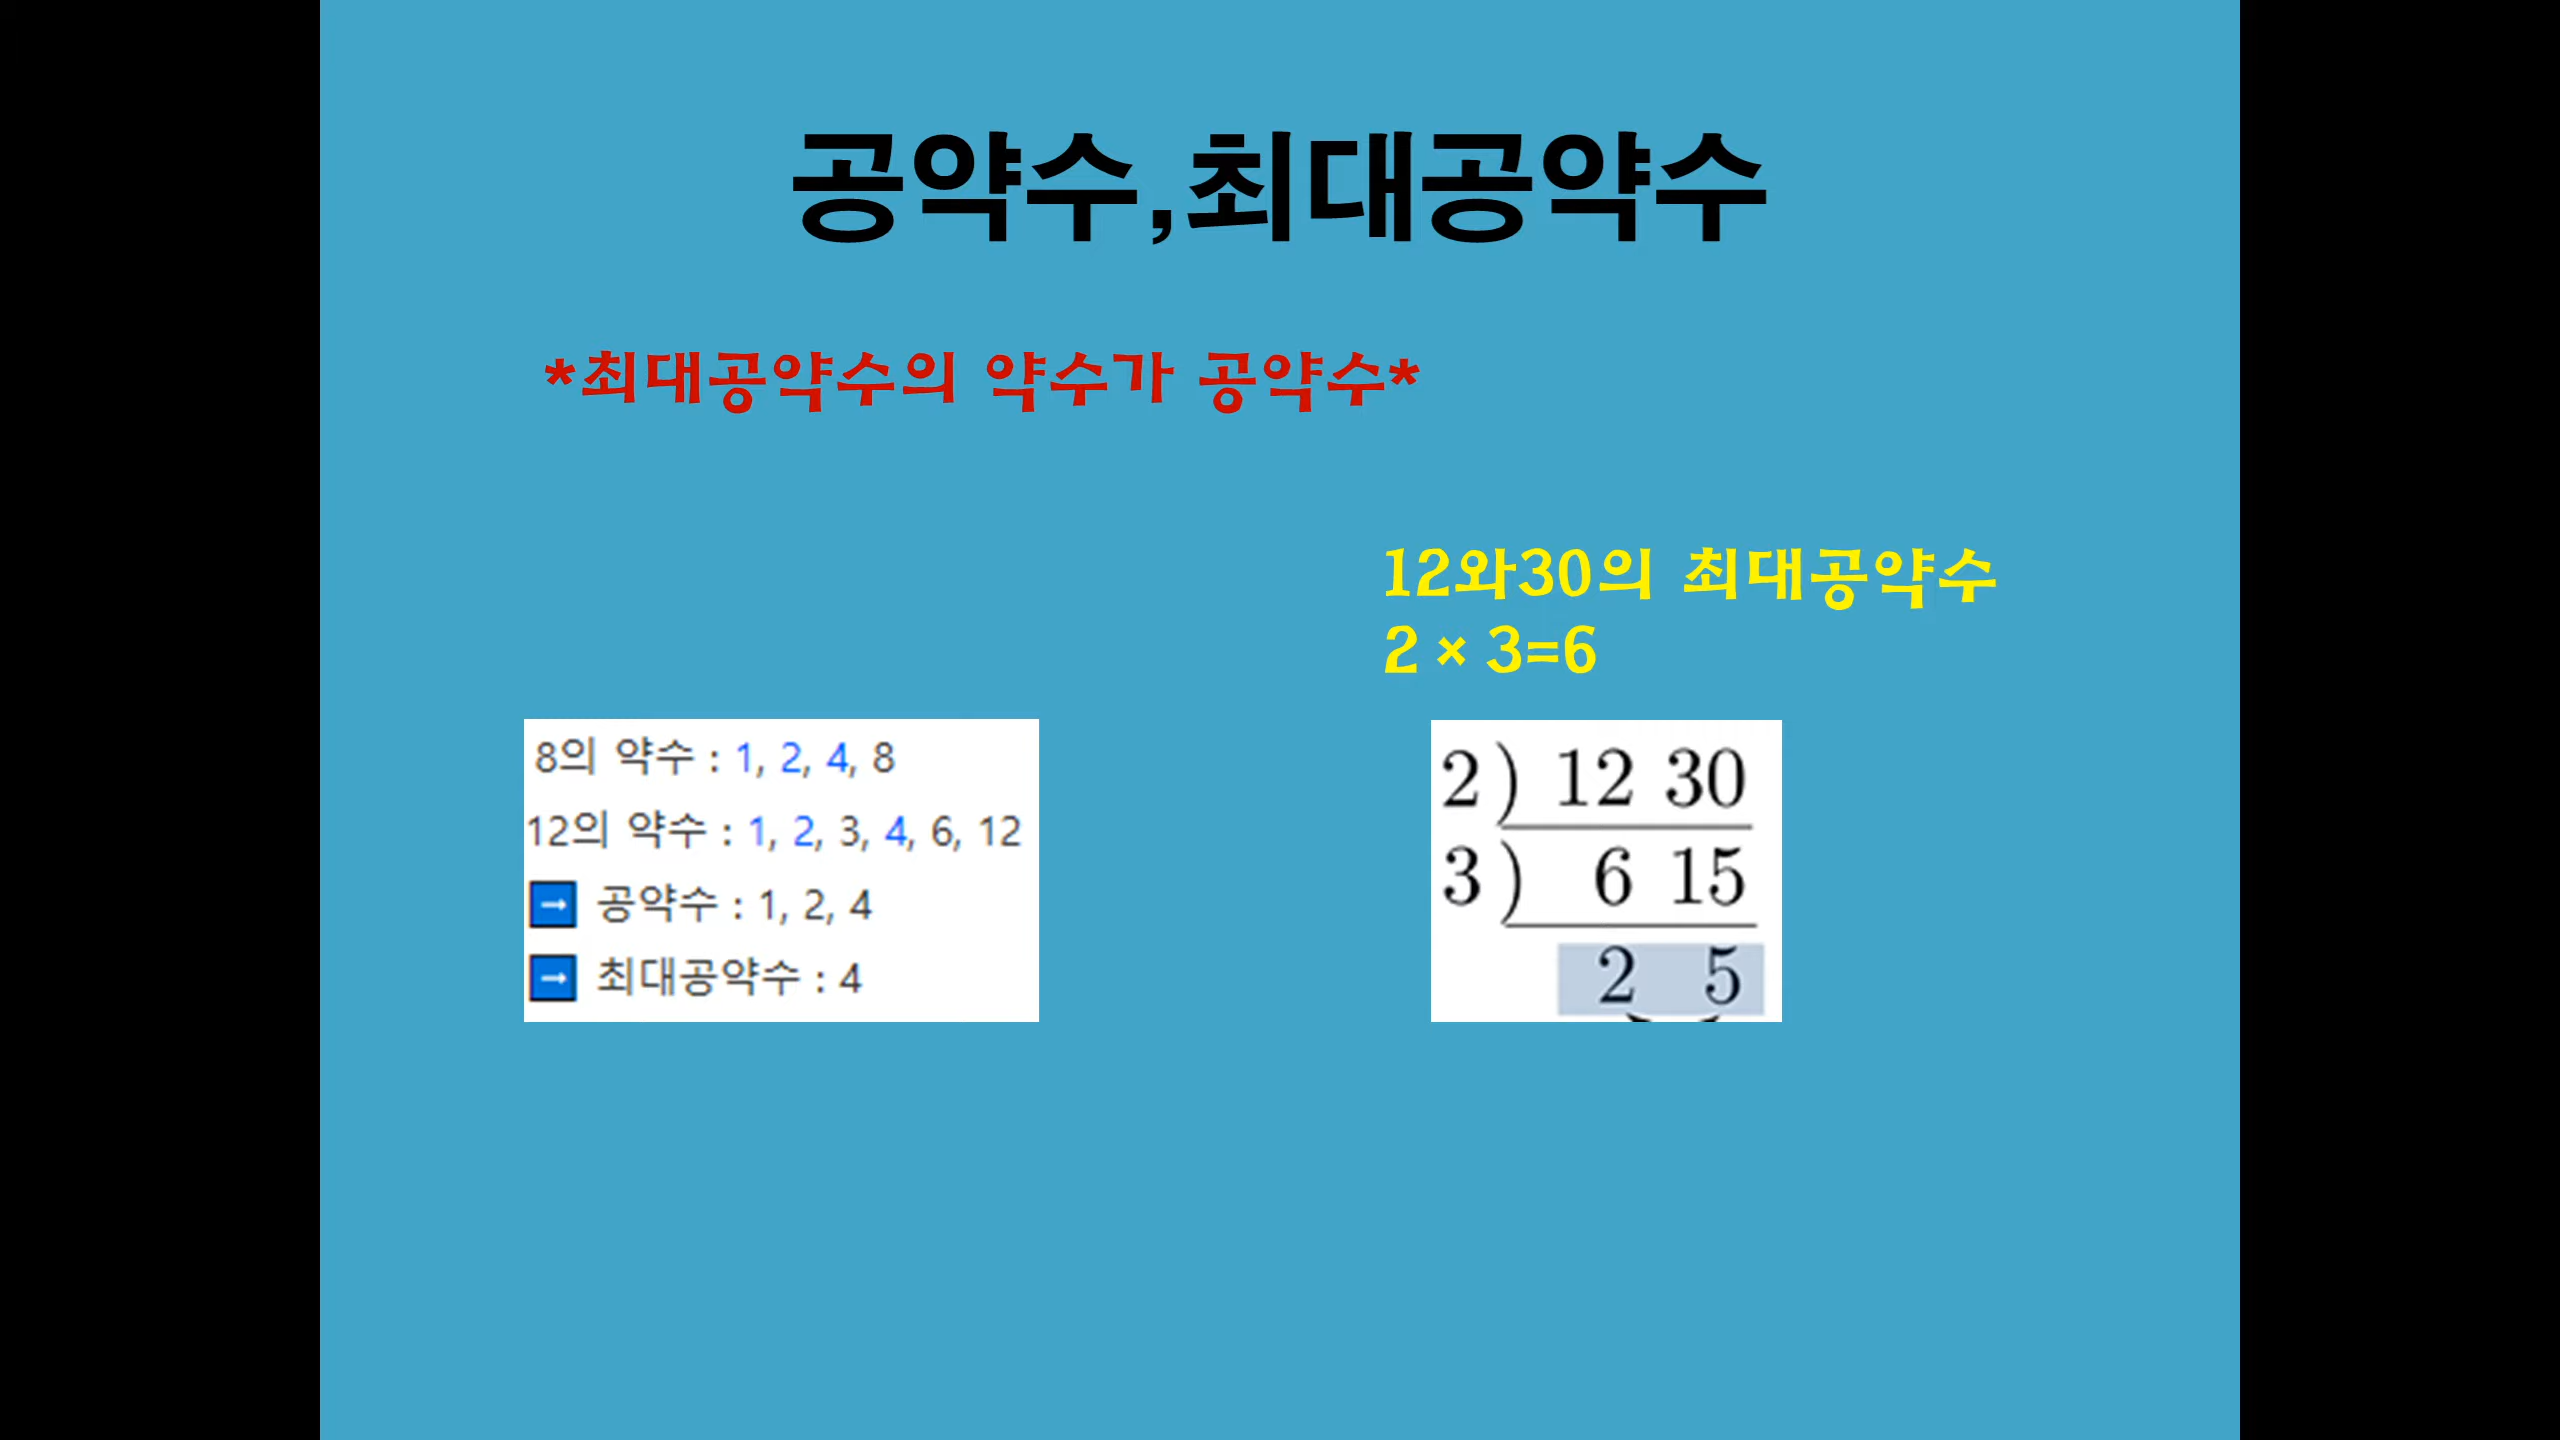 공약수,최대공약수
*최대공약수의 약수가 공약수*
12와30의 최대공약수
2 × 3=6
8의 약수 : 1, 2, 4, 8
12의 약수 : 1, 2, 3, 4, 6, 12
➡ 공약수 : 1, 2, 4
➡ 최대공약수 : 4
2 ) 12 30
3 ) 6 15
2 5